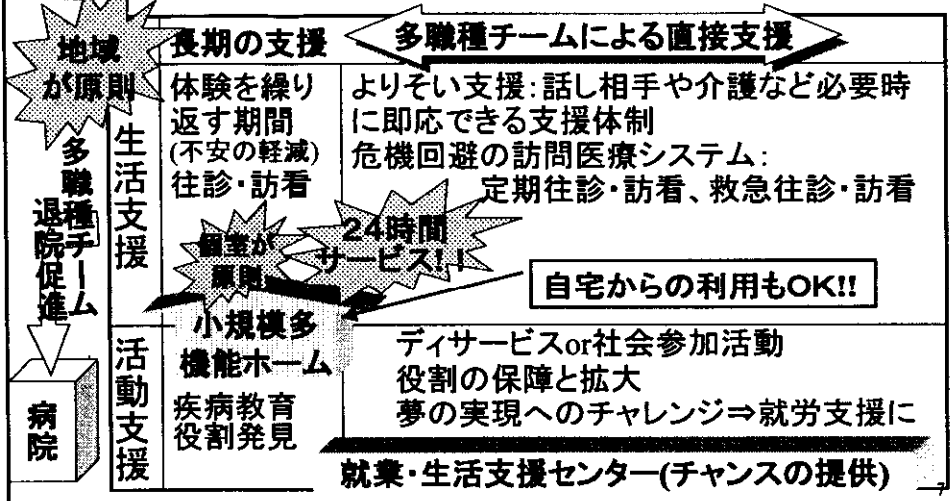 地域
が原則
長期の支援
多職種チームによる直接支援
多職種チーム
退院促進
病院
生活支援
体験を繰り
返す期間
(不安の軽減)
往診・訪看
よりそい支援:話し相手や介護など必要時
に即応できる支援体制
危機回避の訪問医療システム:
定期往診・訪看、救急往診・訪看
個室が
原則
24時間
サービス!!
自宅からの利用もOK!!
小規模多
機能ホーム
活動支援
疾病教育
役割発見
ディサービスor社会参加活動
役割の保障と拡大
夢の実現へのチャレンジ⇒就労支援に
就業・生活支援センター(チャンスの提供)
7